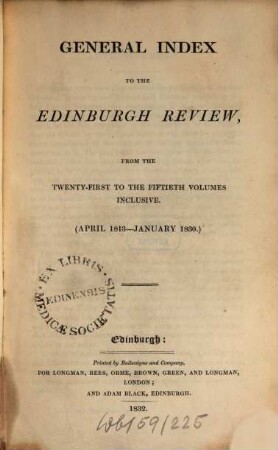 GENERAL INDEX
TO THE
EDINBURGH REVIEW,
FROM THE
TWENTY-FIRST TO THE FIFTIETH VOLUMES
INCLUSIVE.
(APRIL 1813—JANUARY 1830.)
EX LIBRIS
EDINENSIS
MEDICÆ SOCIETATIS
Edinburgh:
Printed by Ballantyne and Company,
FOR LONGMAN, REES, ORME, BROWN, GREEN, AND LONGMAN,
LONDON;
AND ADAM BLACK, EDINBURGH.
1832.